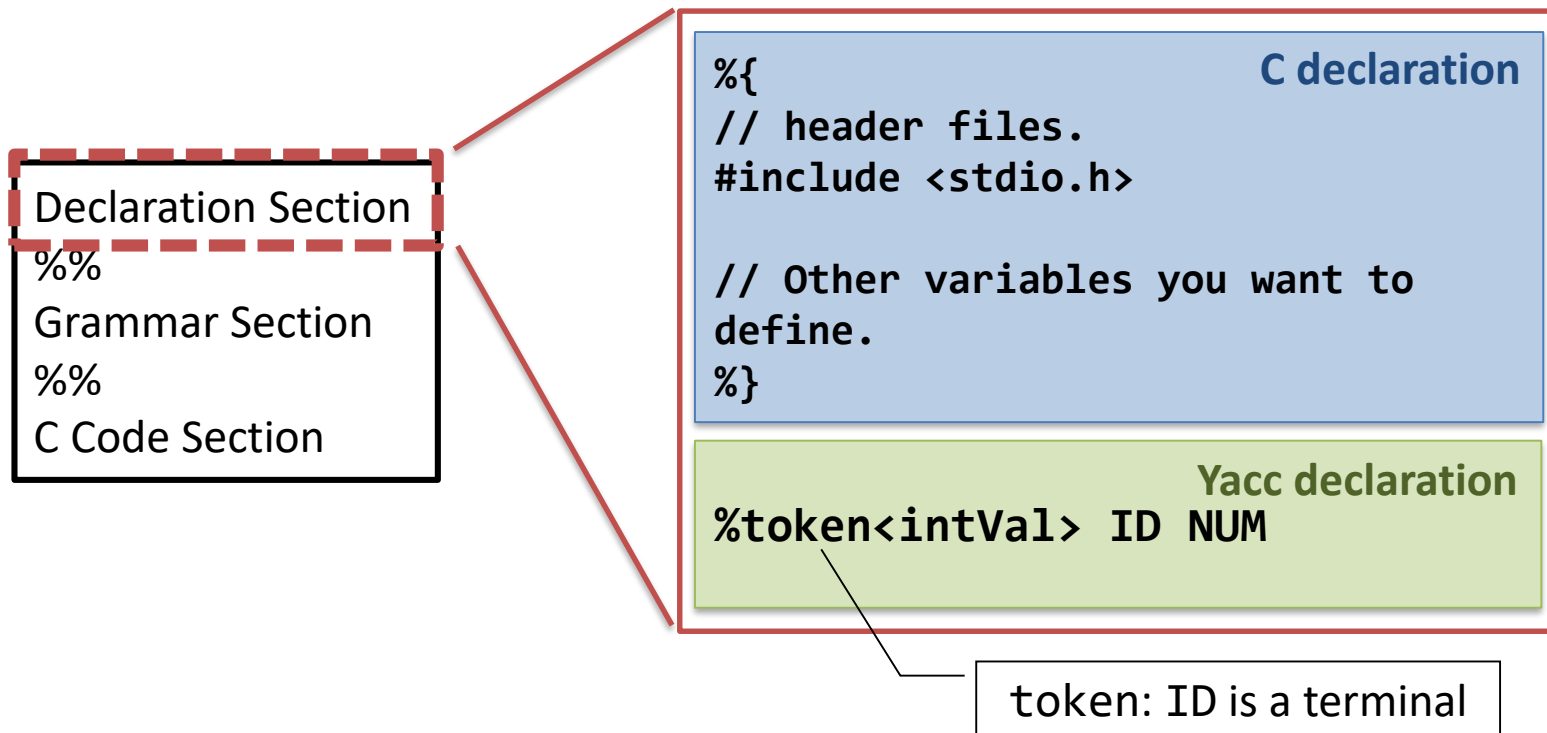 Declaration Section
%%
Grammar Section
%%
C Code Section
C declaration
%{
// header files.
#include <stdio.h>
// Other variables you want to
define.
%}
Yacc declaration
%token<intVal> ID NUM
token: ID is a terminal